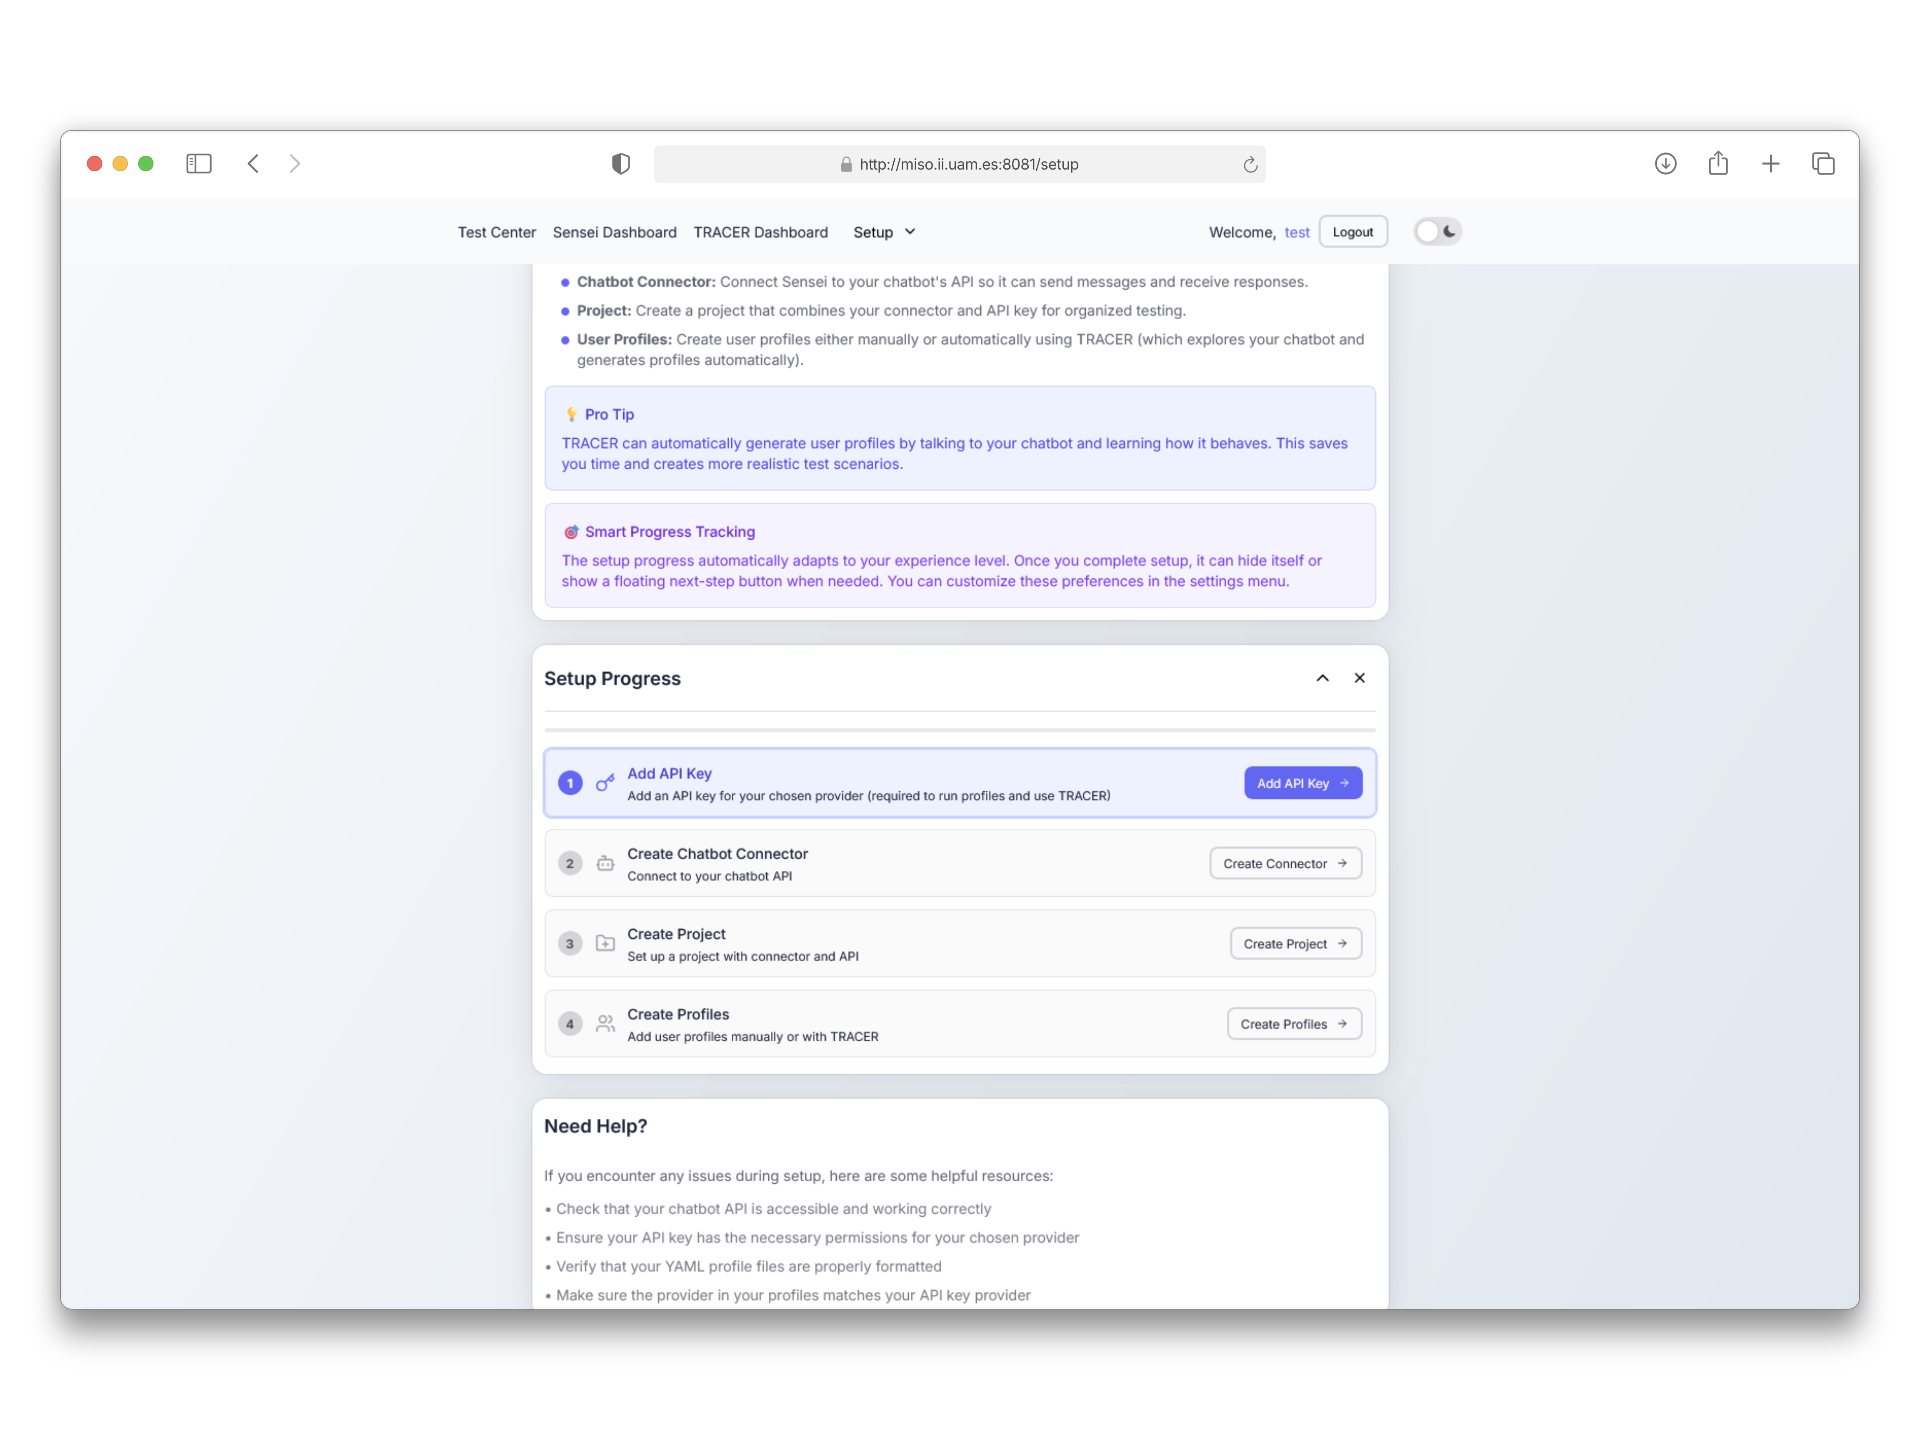 http://miso.ii.uam.es:8081/setup
Test Center Sensei Dashboard TRACER Dashboard Setup Welcome, test Logout
Chatbot Connector: Connect Sensei to your chatbot's API so it can send messages and receive responses.
Project: Create a project that combines your connector and API key for organized testing.
User Profiles: Create user profiles either manually or automatically using TRACER (which explores your chatbot and
generates profiles automatically).
Pro Tip
TRACER can automatically generate user profiles by talking to your chatbot and learning how it behaves. This saves
you time and creates more realistic test scenarios.
Smart Progress Tracking
The setup progress automatically adapts to your experience level. Once you complete setup, it can hide itself or
show a floating next-step button when needed. You can customize these preferences in the settings menu.
Setup Progress
1 Add API Key
Add an API key for your chosen provider (required to run profiles and use TRACER)
Add API Key →
2 Create Chatbot Connector
Connect to your chatbot API
Create Connector →
3 Create Project
Set up a project with connector and API
Create Project →
4 Create Profiles
Add user profiles manually or with TRACER
Create Profiles →
Need Help?
If you encounter any issues during setup, here are some helpful resources:
• Check that your chatbot API is accessible and working correctly
• Ensure your API key has the necessary permissions for your chosen provider
• Verify that your YAML profile files are properly formatted
• Make sure the provider in your profiles matches your API key provider